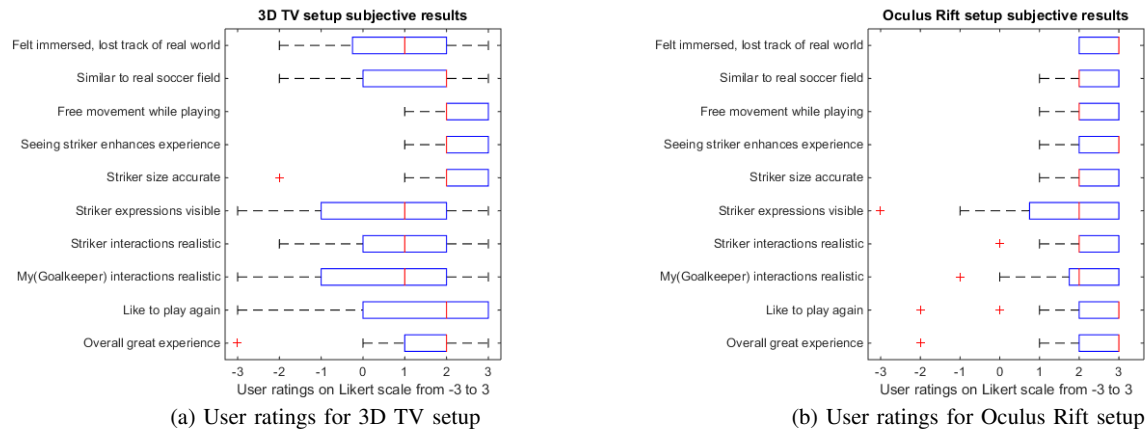 3D TV setup subjective results
Felt immersed, lost track of real world
Similar to real soccer field
Free movement while playing
Seeing striker enhances experience
Striker size accurate
Striker expressions visible
Striker interactions realistic
My(Goalkeeper) interactions realistic
Like to play again
Overall great experience
-3 -2 -1 0 1 2 3
User ratings on Likert scale from -3 to 3
(a) User ratings for 3D TV setup
Oculus Rift setup subjective results
Felt immersed, lost track of real world
Similar to real soccer field
Free movement while playing
Seeing striker enhances experience
Striker size accurate
Striker expressions visible
Striker interactions realistic
My(Goalkeeper) interactions realistic
Like to play again
Overall great experience
-3 -2 -1 0 1 2 3
User ratings on Likert scale from -3 to 3
(b) User ratings for Oculus Rift setup